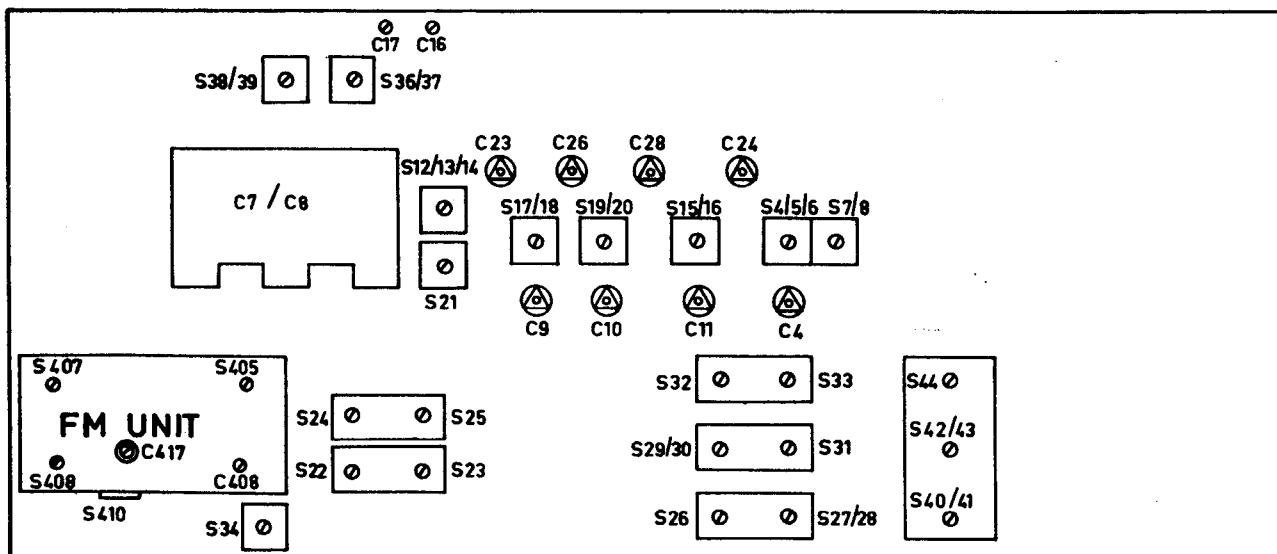 C17 C16
S38/39 S36/37
C23 C26 C28 C24
S12/13/14
C7 / C8
S17/18 S19/20 S15/16 S4/5/6 S7/8
S21
C9 C10 C11 C4
S407 S405
S32 S33 S44
FM UNIT
S24 S25
C417
S29/30 S31 S42/43
S408 C408
S22 S23
S410
S34
S26 S27/28 S40/41